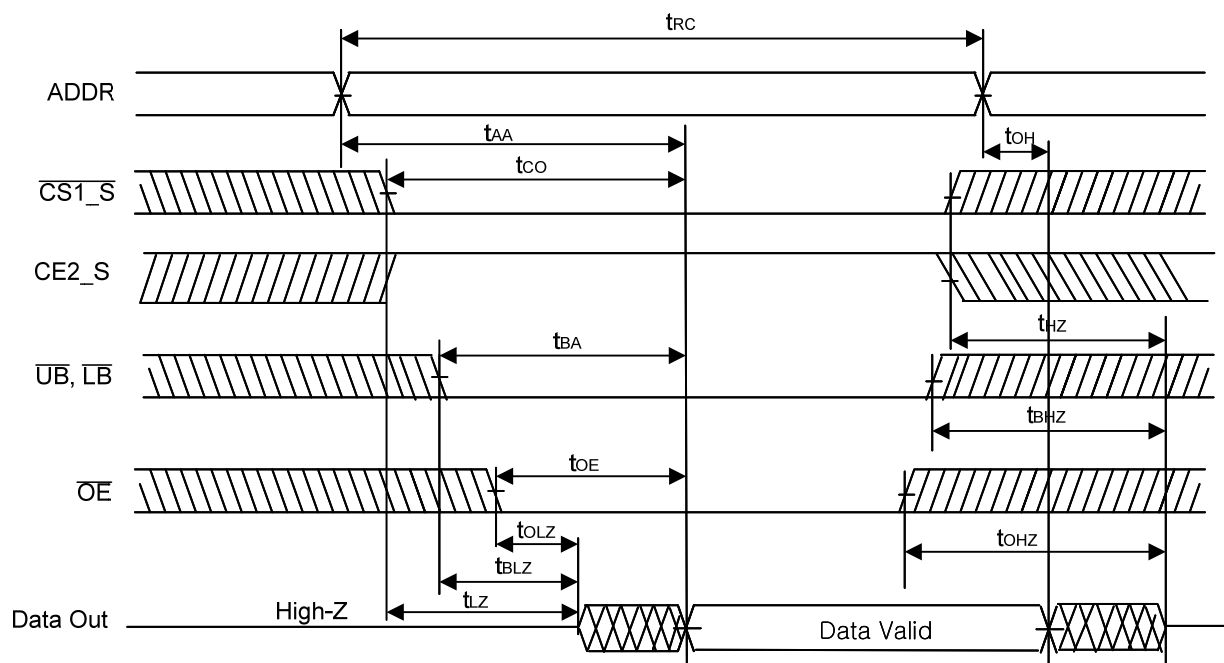 tRC
ADDR
tAA
tOH
tCO
CS1_S
CE2_S
tHZ
tBA
UB, LB
tBHZ
tOE
OE
tOLZ
tOHZ
tBLZ
tLZ
High-Z
Data Out
Data Valid